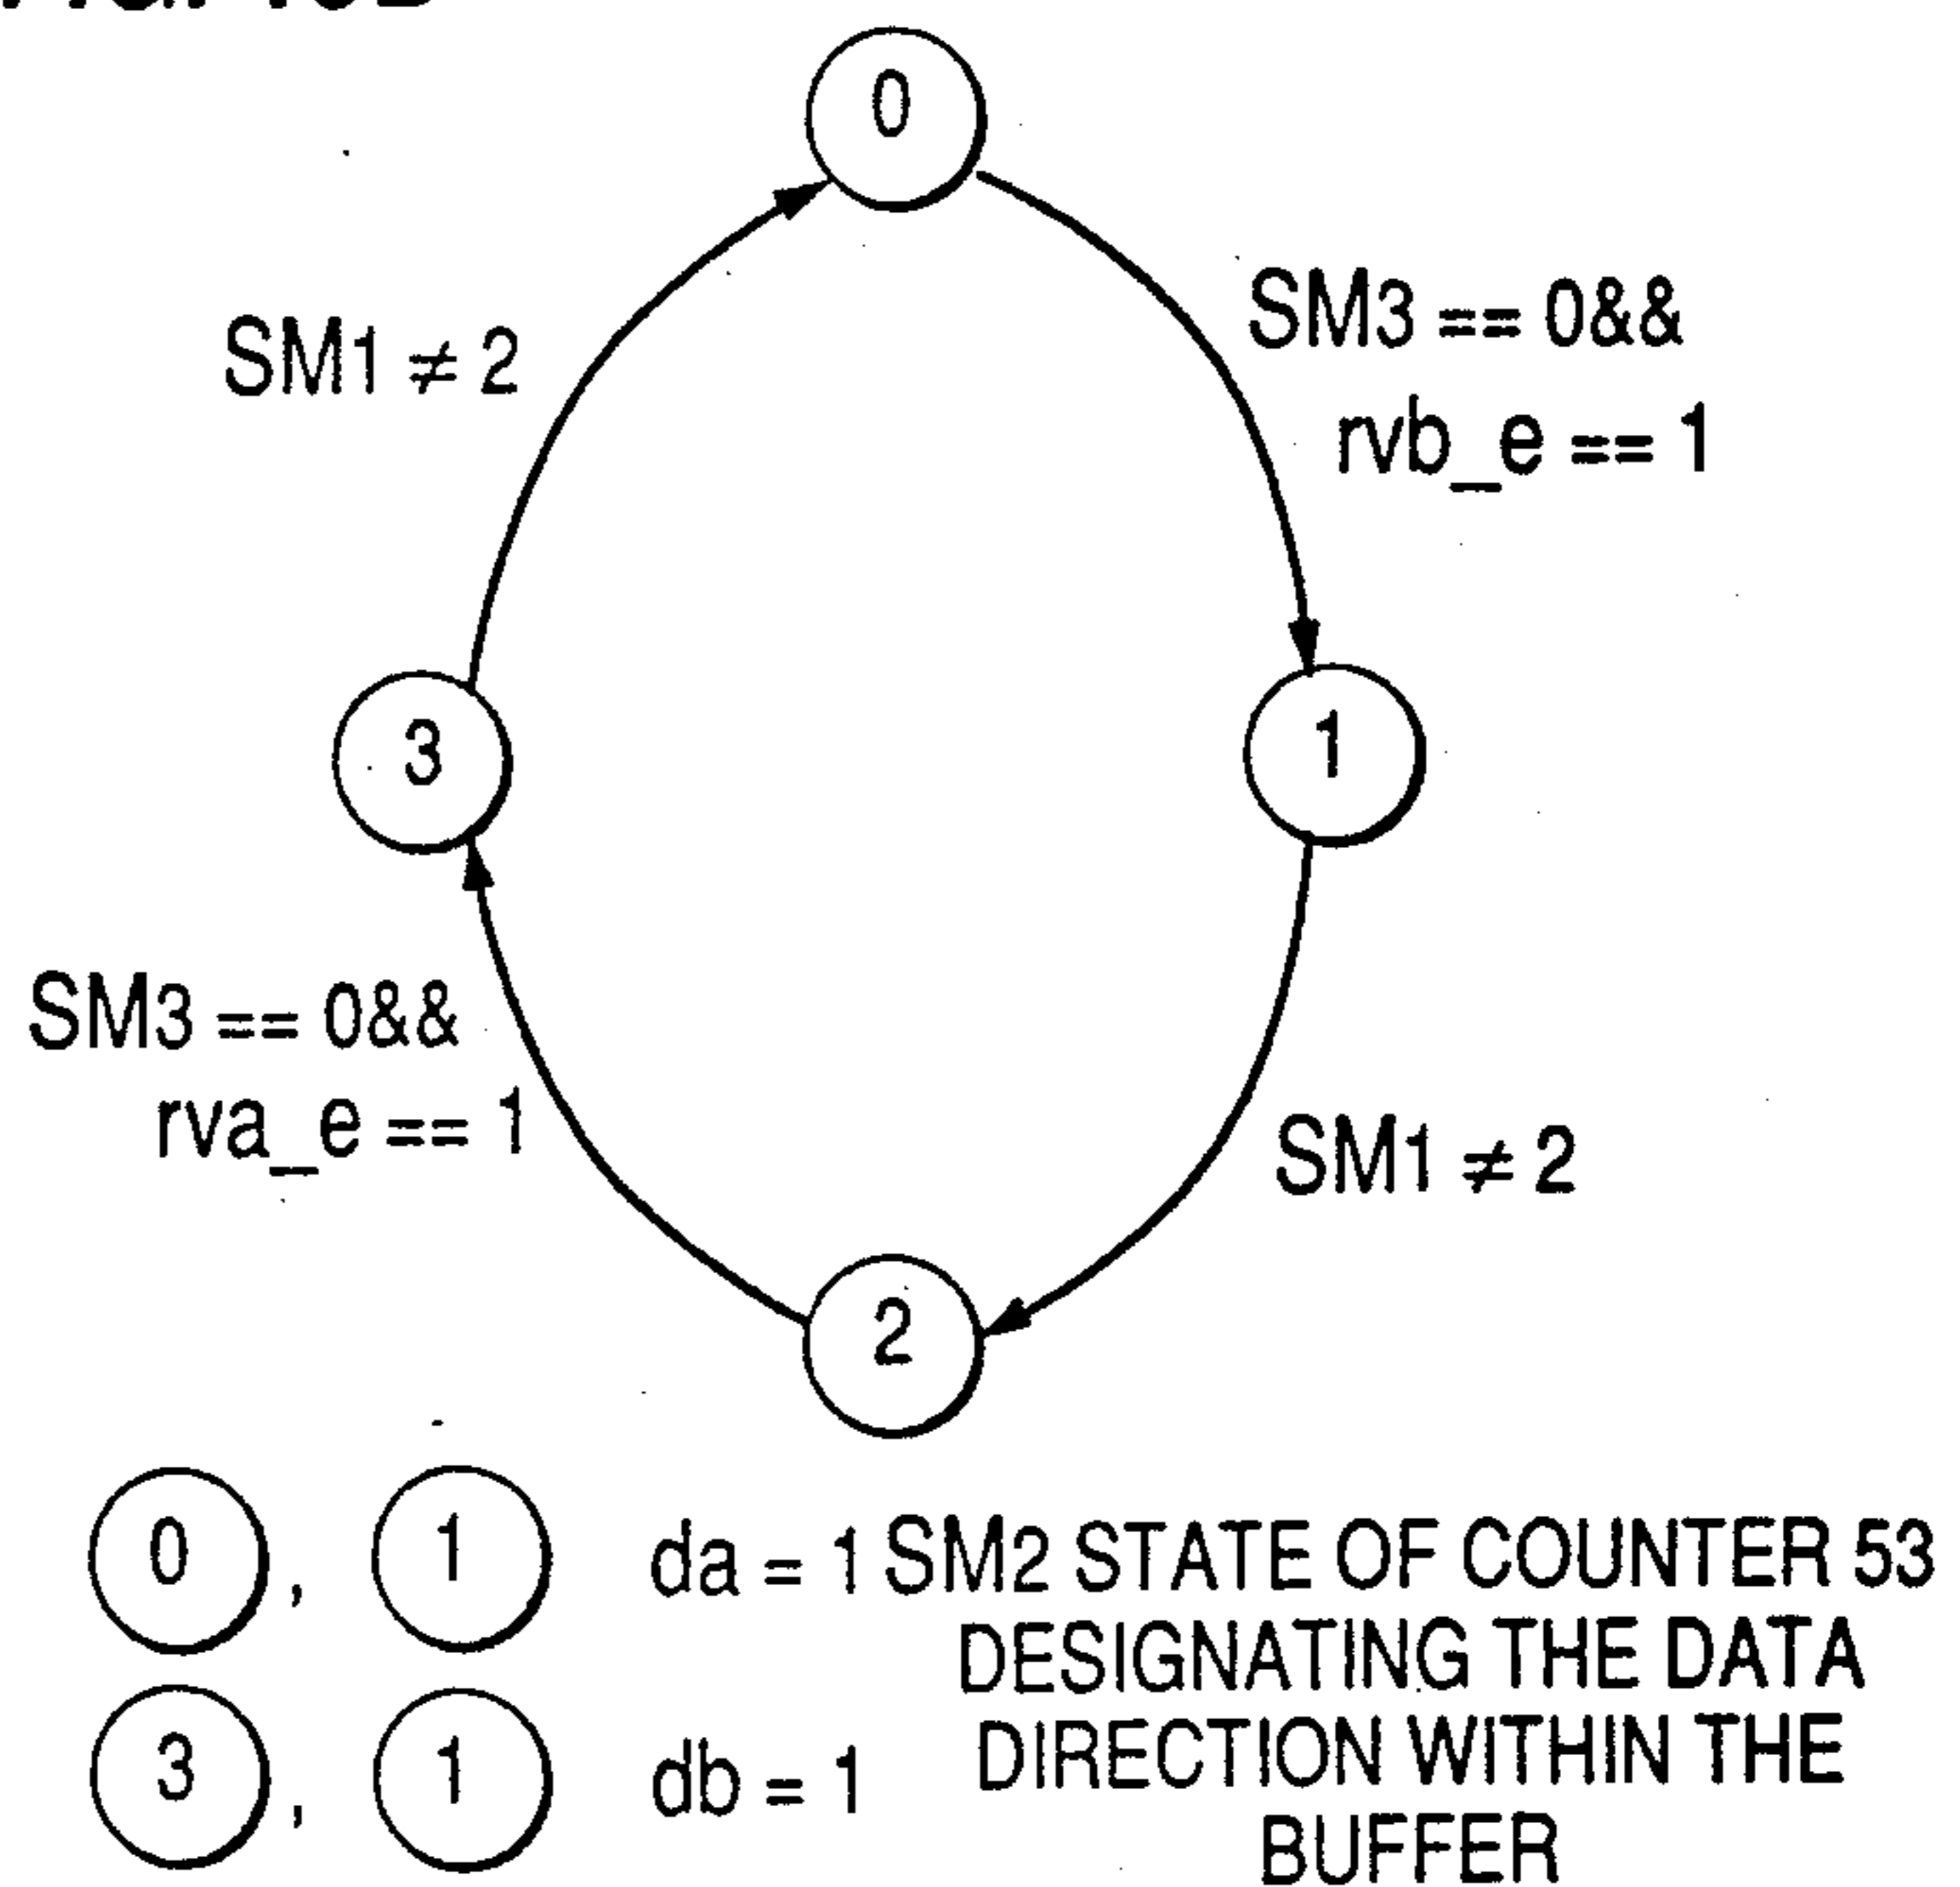 0
SM3 == 0&&
rvb_e == 1
SM1 ≠ 2
3
1
SM3 == 0&&
rva_e == 1
SM1 ≠ 2
2
0, 1 da = 1 SM2 STATE OF COUNTER 53
DESIGNATING THE DATA
3, 1 db = 1 DIRECTION WITHIN THE
BUFFER